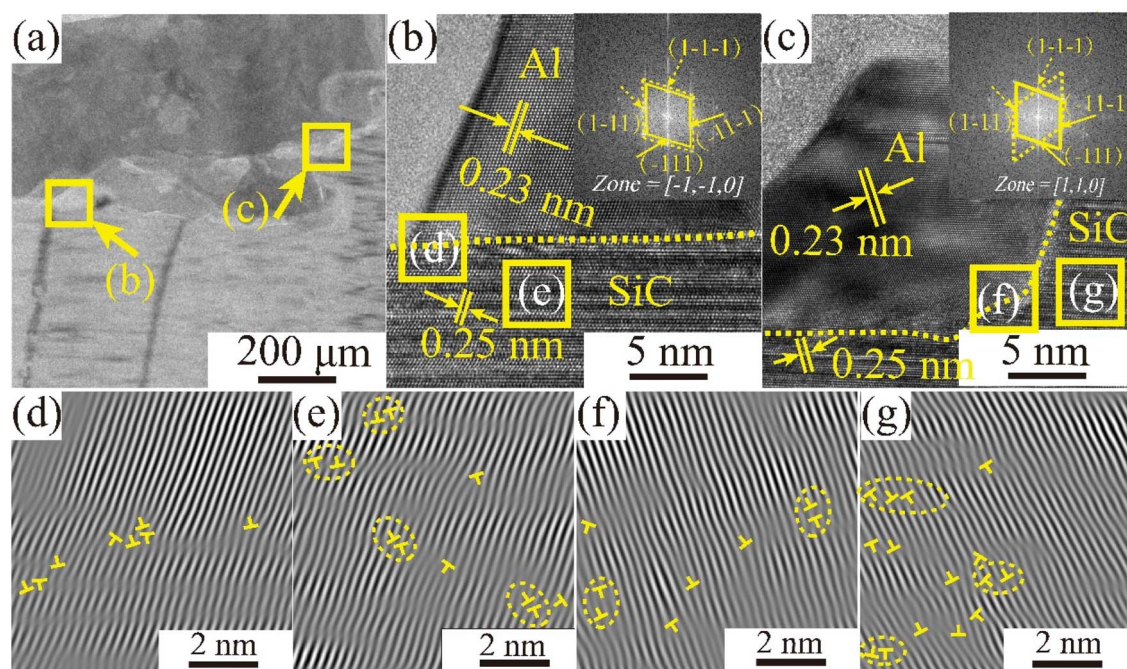 (a)
(b)
(c)
200 μm
(b)
Al
0.23 nm
(d)
(e)
SiC
0.25 nm
5 nm
(1-1-1)
(1-11)
(-11-1)
(-111)
Zone = [-1,-1,0]
(c)
Al
0.23 nm
SiC
(f)
(g)
0.25 nm
5 nm
(1-1-1)
(1-11)
11-1
(-111)
Zone = [1,1,0]
(d)
2 nm
(e)
2 nm
(f)
2 nm
(g)
2 nm